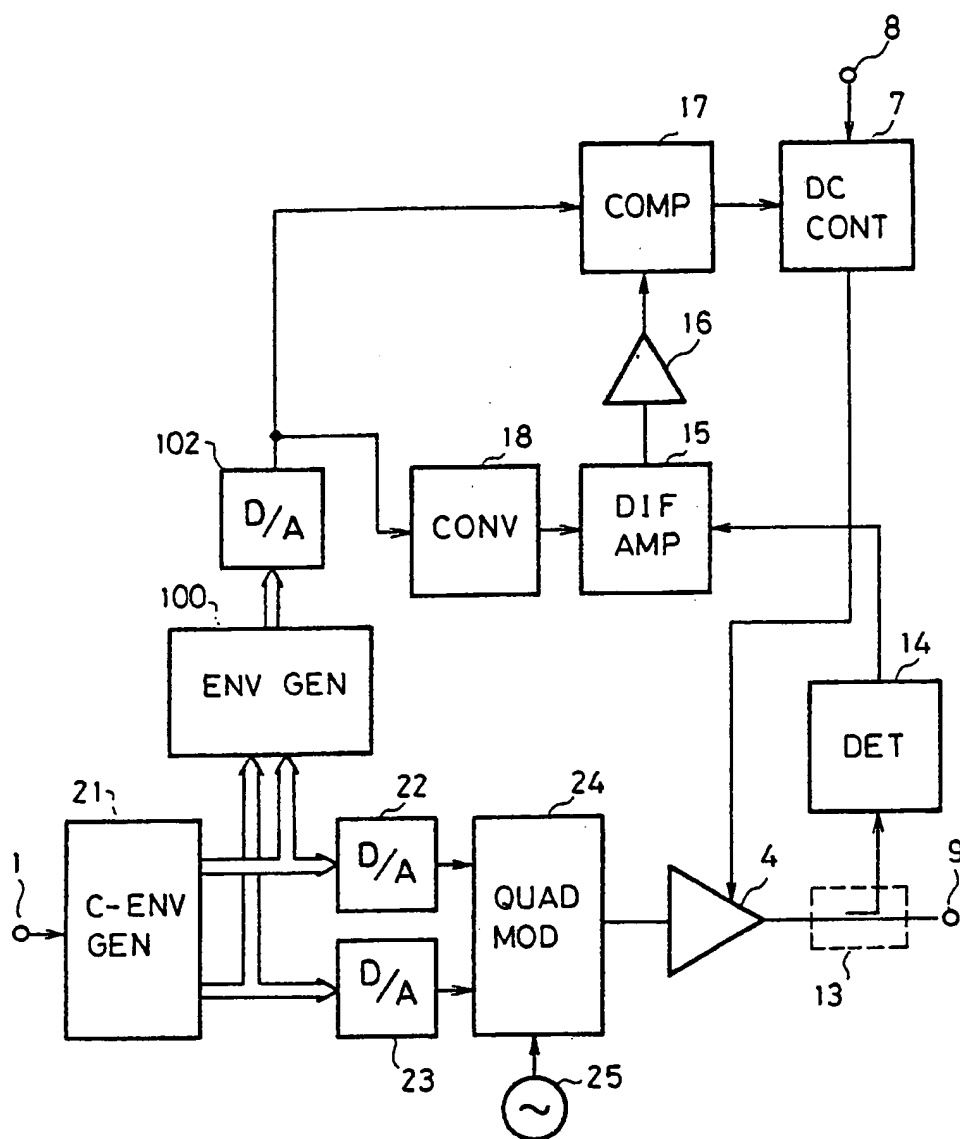 8
17
7
COMP
DC
CONT
16
102
18
15
D/A
CONV
DIF
AMP
100
14
ENV GEN
DET
21
22
24
1
D/A
4
9
C-ENV
GEN
QUAD
MOD
D/A
13
23
25
~